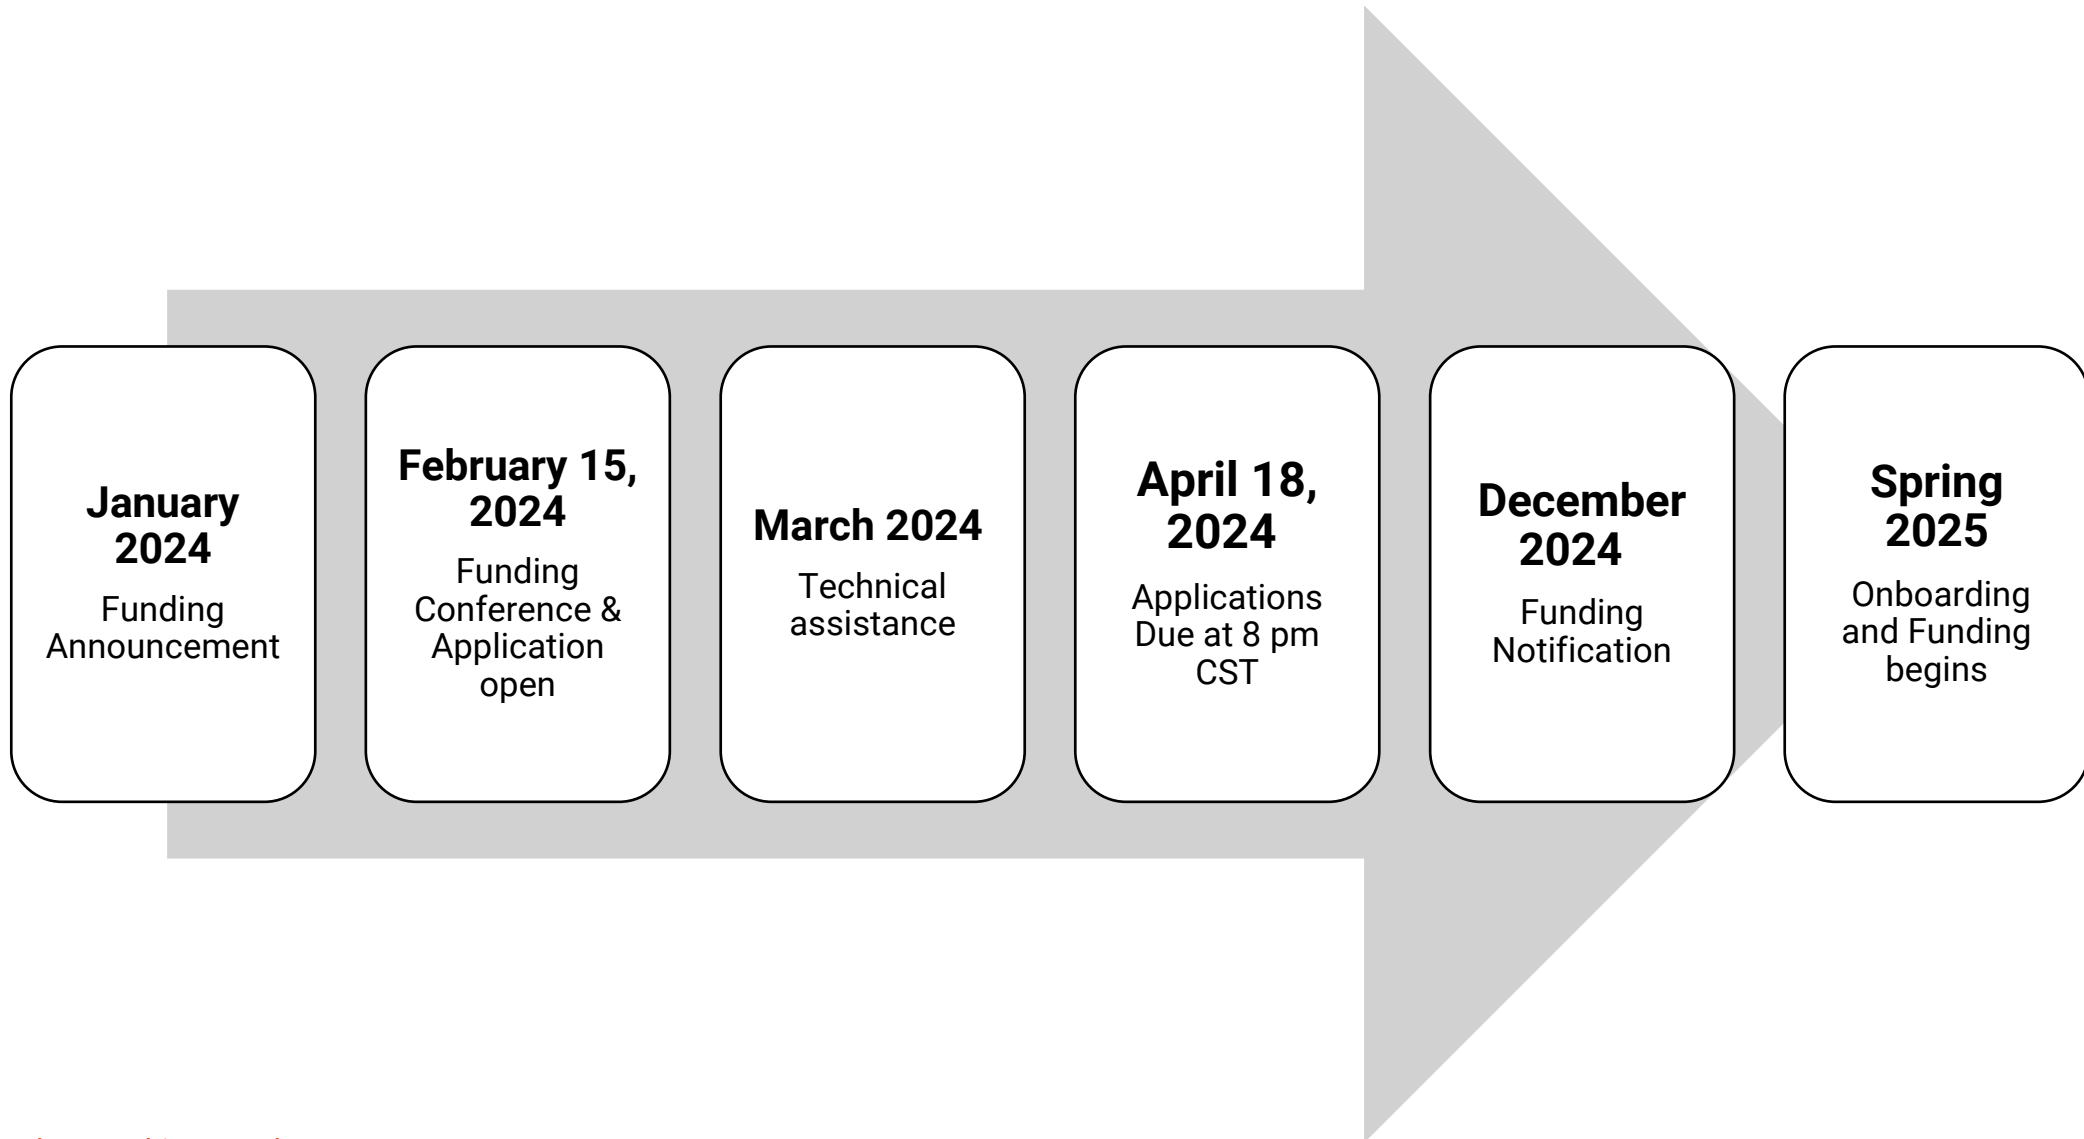 January
2024
Funding
Announcement
February 15,
2024
Funding
Conference &
Application
open
March 2024
Technical
assistance
April 18,
2024
Applications
Due at 8 pm
CST
December
2024
Funding
Notification
Spring
2025
Onboarding
and Funding
begins